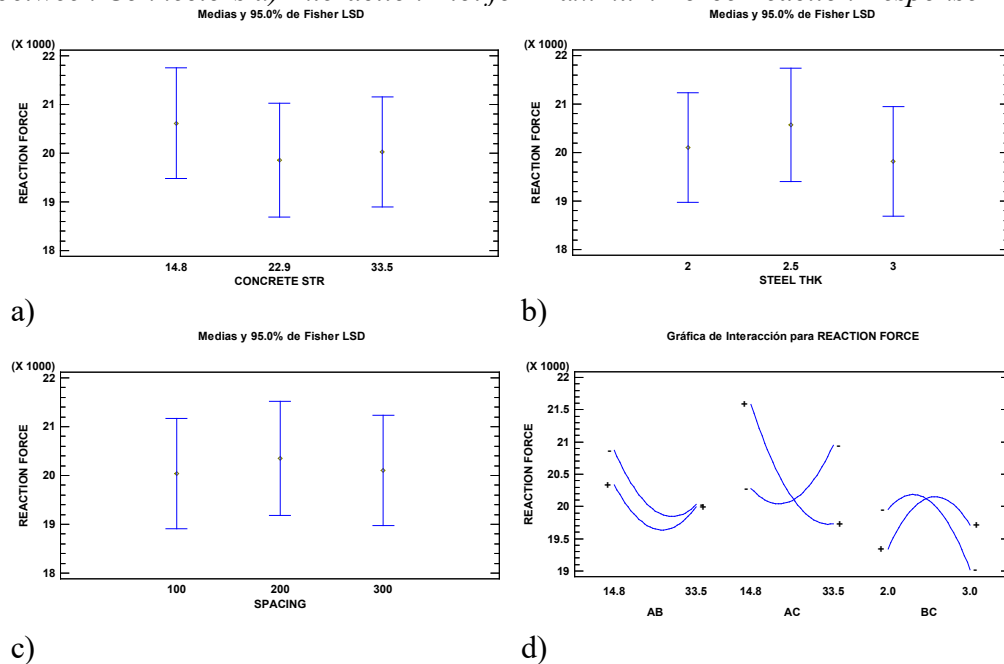 Medias y 95.0% de Fisher LSD
(X 1000)
22
21
20
19
18
REACTION FORCE
14.8 22.9 33.5
CONCRETE STR
a)
Medias y 95.0% de Fisher LSD
(X 1000)
22
21
20
19
18
REACTION FORCE
2 2.5 3
STEEL THK
b)
Medias y 95.0% de Fisher LSD
(X 1000)
22
21
20
19
18
REACTION FORCE
100 200 300
SPACING
c)
Gráfica de Interacción para REACTION FORCE
(X 1000)
22
21.5
21
20.5
20
19.5
19
REACTION FORCE
14.8 33.5 14.8 33.5 2.0 3.0
AB AC BC
d)